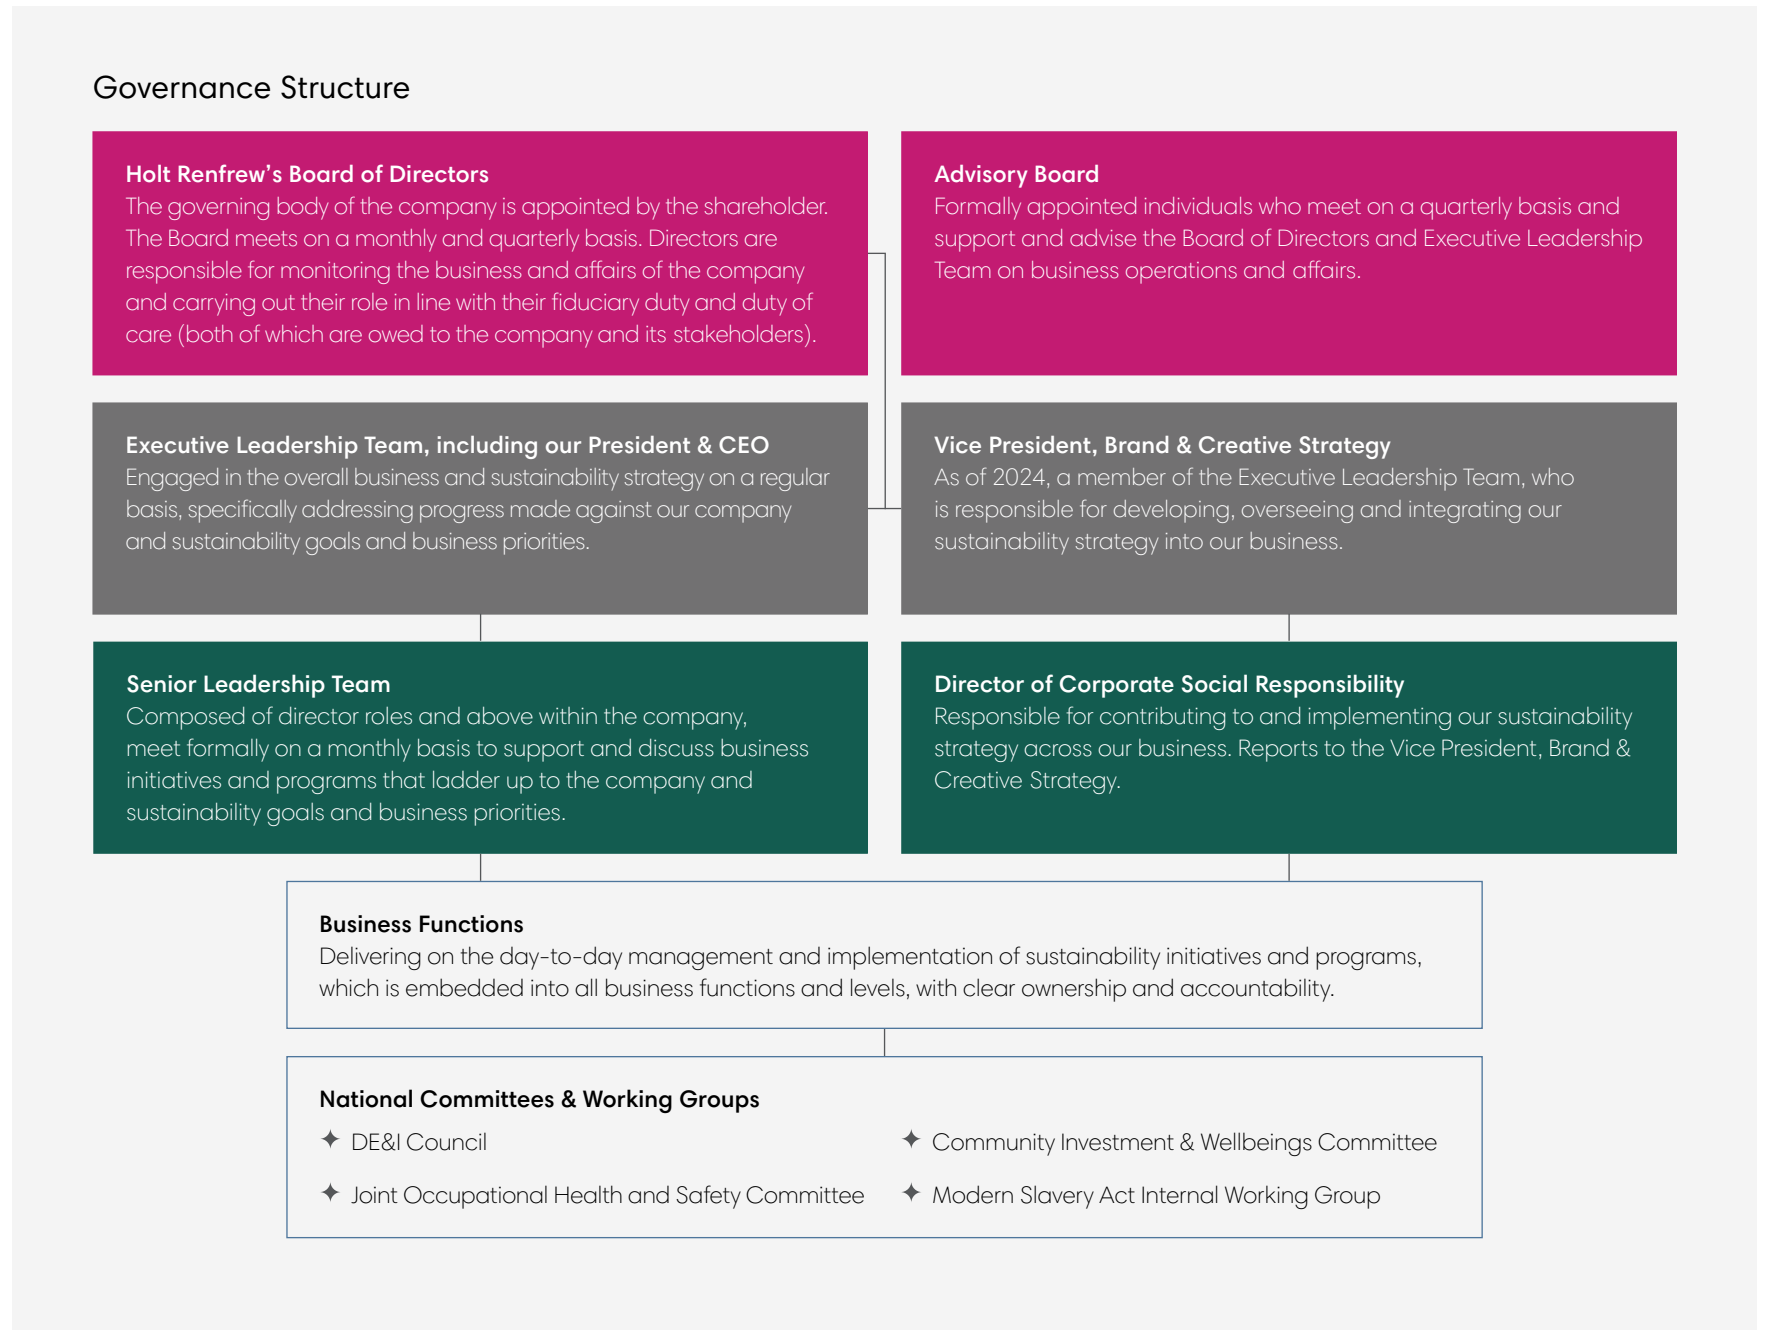 Governance Structure
Holt Renfrew’s Board of Directors
The governing body of the company is appointed by the shareholder.
The Board meets on a monthly and quarterly basis. Directors are
responsible for monitoring the business and affairs of the company
and carrying out their role in line with their fiduciary duty and duty of
care (both of which are owed to the company and its stakeholders).
Advisory Board
Formally appointed individuals who meet on a quarterly basis and
support and advise the Board of Directors and Executive Leadership
Team on business operations and affairs.
Executive Leadership Team, including our President & CEO
Engaged in the overall business and sustainability strategy on a regular
basis, specifically addressing progress made against our company
and sustainability goals and business priorities.
Vice President, Brand & Creative Strategy
As of 2024, a member of the Executive Leadership Team, who
is responsible for developing, overseeing and integrating our
sustainability strategy into our business.
Senior Leadership Team
Composed of director roles and above within the company,
meet formally on a monthly basis to support and discuss business
initiatives and programs that ladder up to the company and
sustainability goals and business priorities.
Director of Corporate Social Responsibility
Responsible for contributing to and implementing our sustainability
strategy across our business. Reports to the Vice President, Brand &
Creative Strategy.
Business Functions
Delivering on the day-to-day management and implementation of sustainability initiatives and programs,
which is embedded into all business functions and levels, with clear ownership and accountability.
National Committees & Working Groups
✦ DE&I Council
✦ Joint Occupational Health and Safety Committee
✦ Community Investment & Wellbeings Committee
✦ Modern Slavery Act Internal Working Group